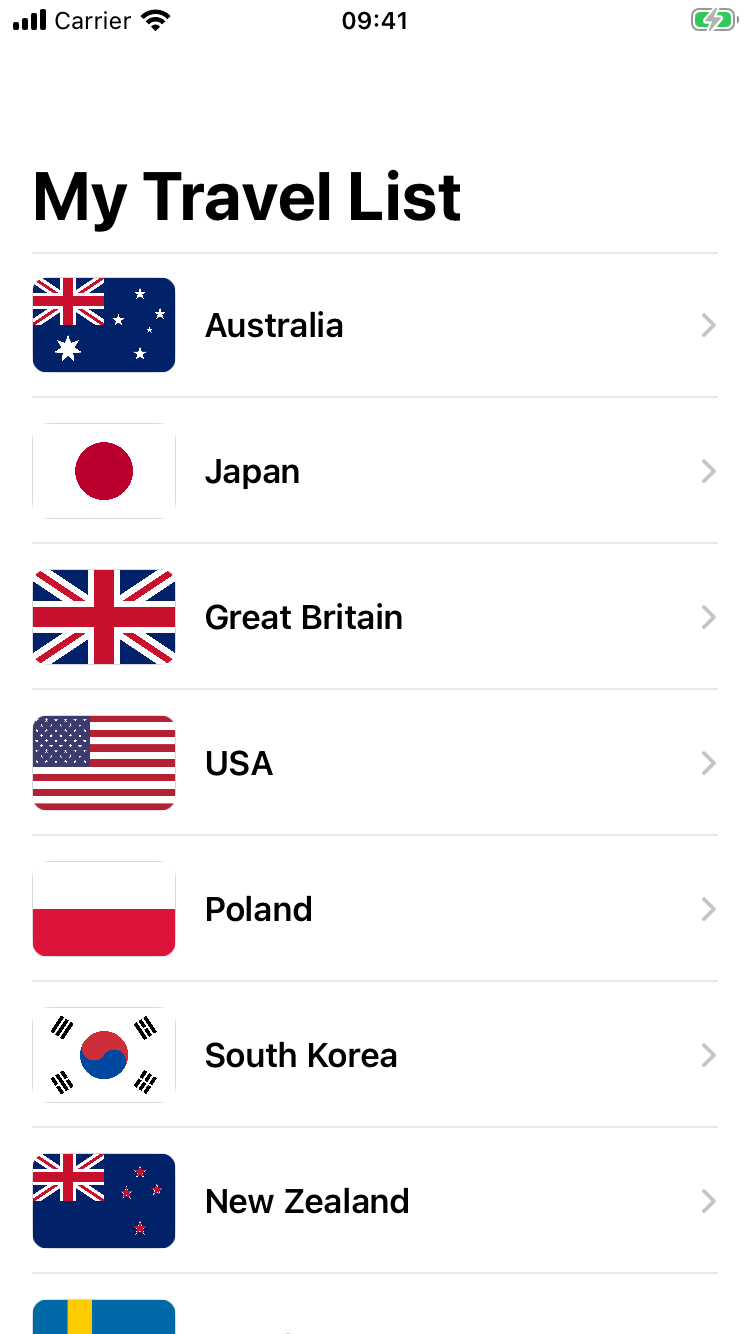 Carrier 09:41
My Travel List
Australia
Japan
Great Britain
USA
Poland
South Korea
New Zealand